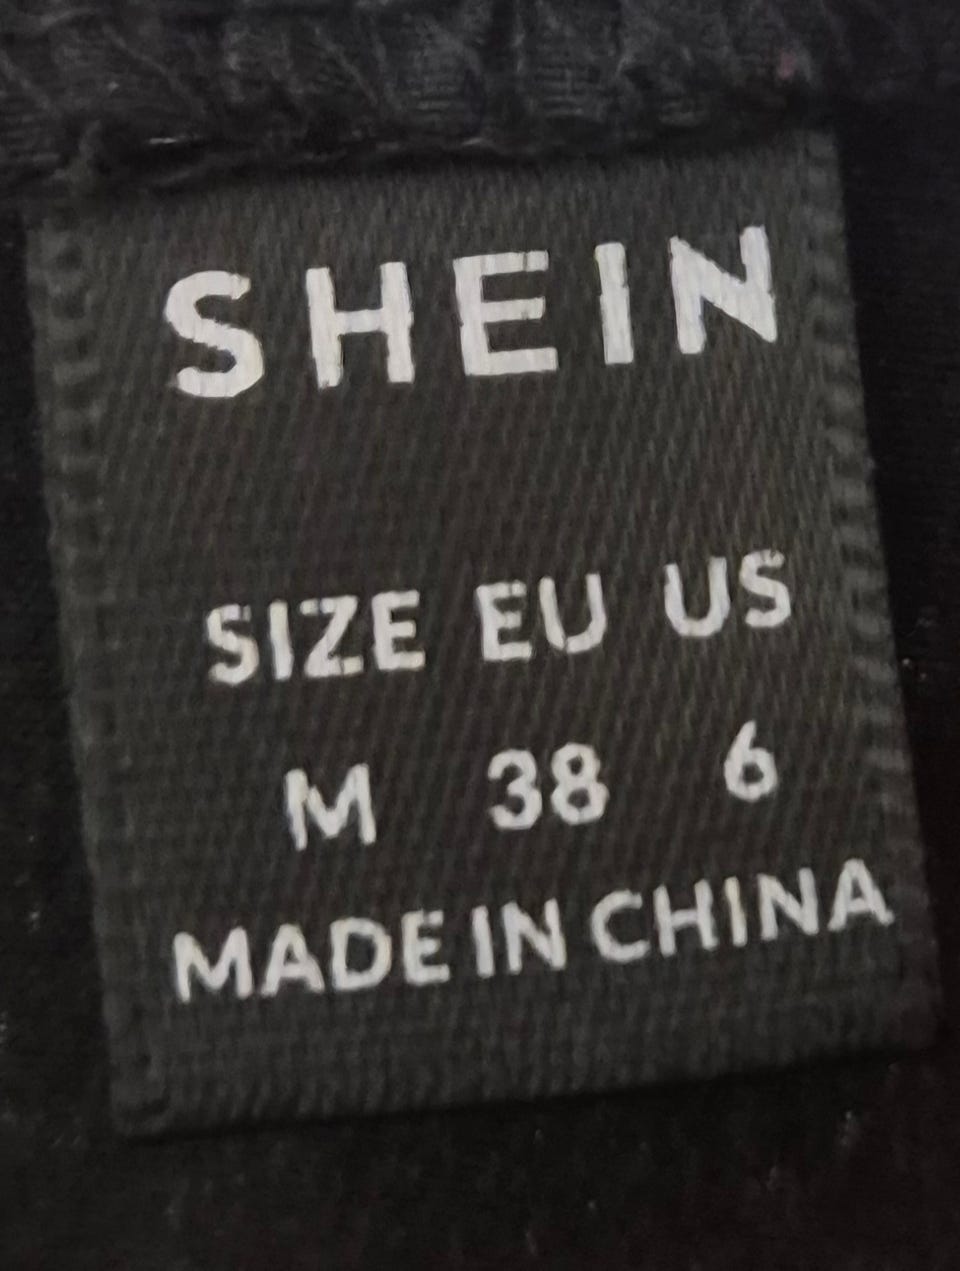 SHEIN
SIZE EU US
M 38 6
MADE IN CHINA